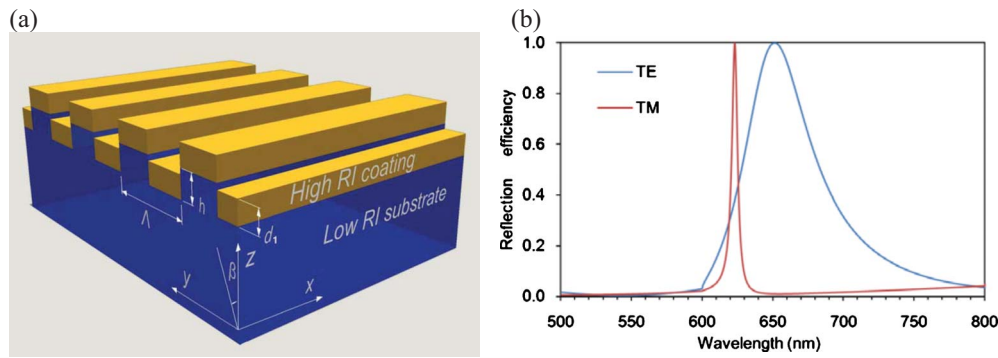 (a)
(b)
High RI coating
Low RI substrate
h
Λ
d₁
z
β
y
x
Reflection efficiency
1.0
0.8
0.6
0.4
0.2
0.0
TE
TM
500 550 600 650 700 750 800
Wavelength (nm)